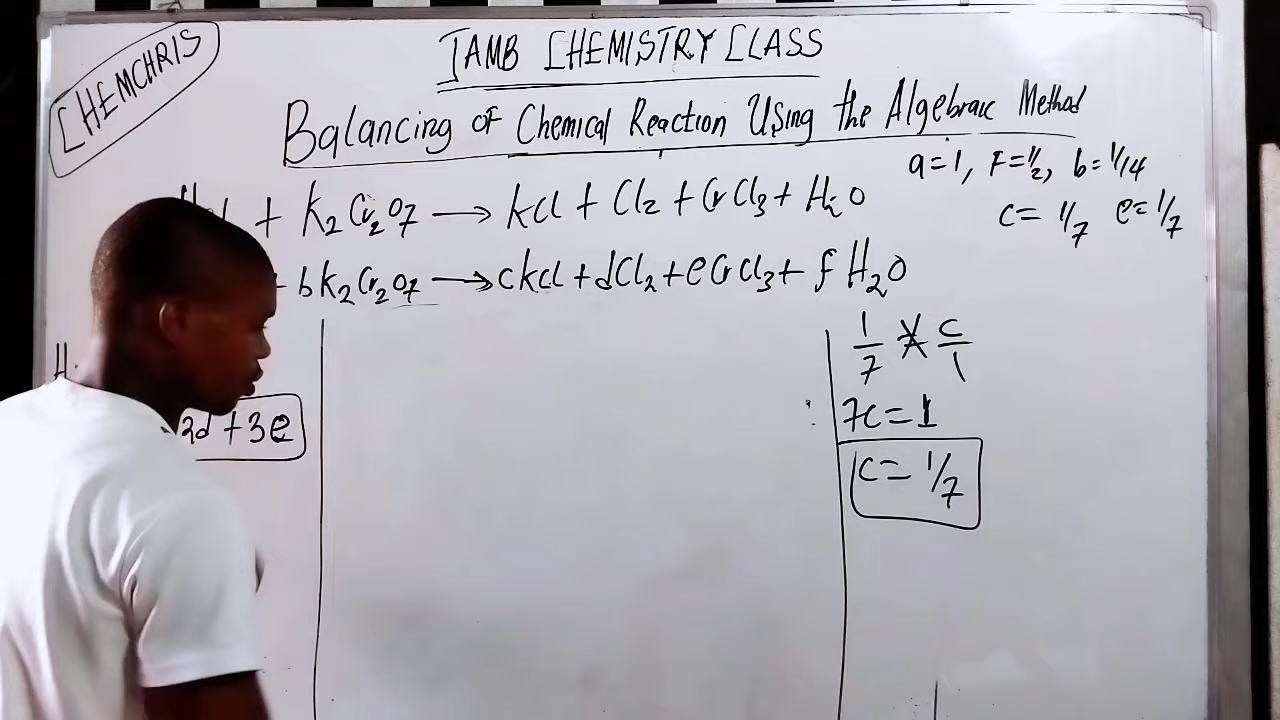 CHEMCHRIS
JAMB CHEMISTRY CLASS
Balancing of Chemical Reaction Using the Algebraic Method
a=1, F=1/2, b=1/14
c= 1/7 e=1/7
+ K₂Cr₂O₇ → KCl + Cl₂ + CrCl₃ + H₂O
bK₂Cr₂O₇ → cKCl + dCl₂ + eCrCl₃ + fH₂O
H
2d + 3e
1/7 X c/1
7c = 1
c = 1/7